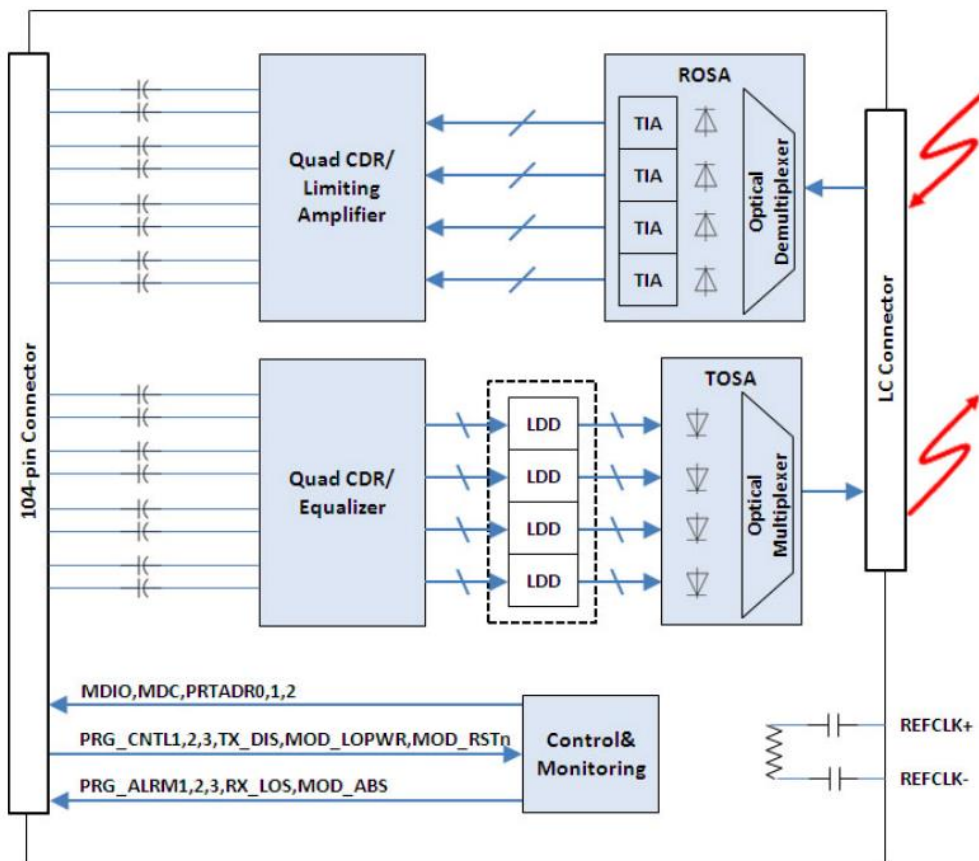 104-pin Connector
Quad CDR/
Limiting
Amplifier
ROSA
TIA
TIA
TIA
TIA
Optical
Demultiplexer
LC Connector
Quad CDR/
Equalizer
LDD
LDD
LDD
LDD
TOSA
Optical
Multiplexer
MDIO,MDC,PRTADR0,1,2
PRG_CNTL1,2,3,TX_DIS,MOD_LOPWR,MOD_RSTn
PRG_ALRM1,2,3,RX_LOS,MOD_ABS
Control&
Monitoring
REFCLK+
REFCLK-